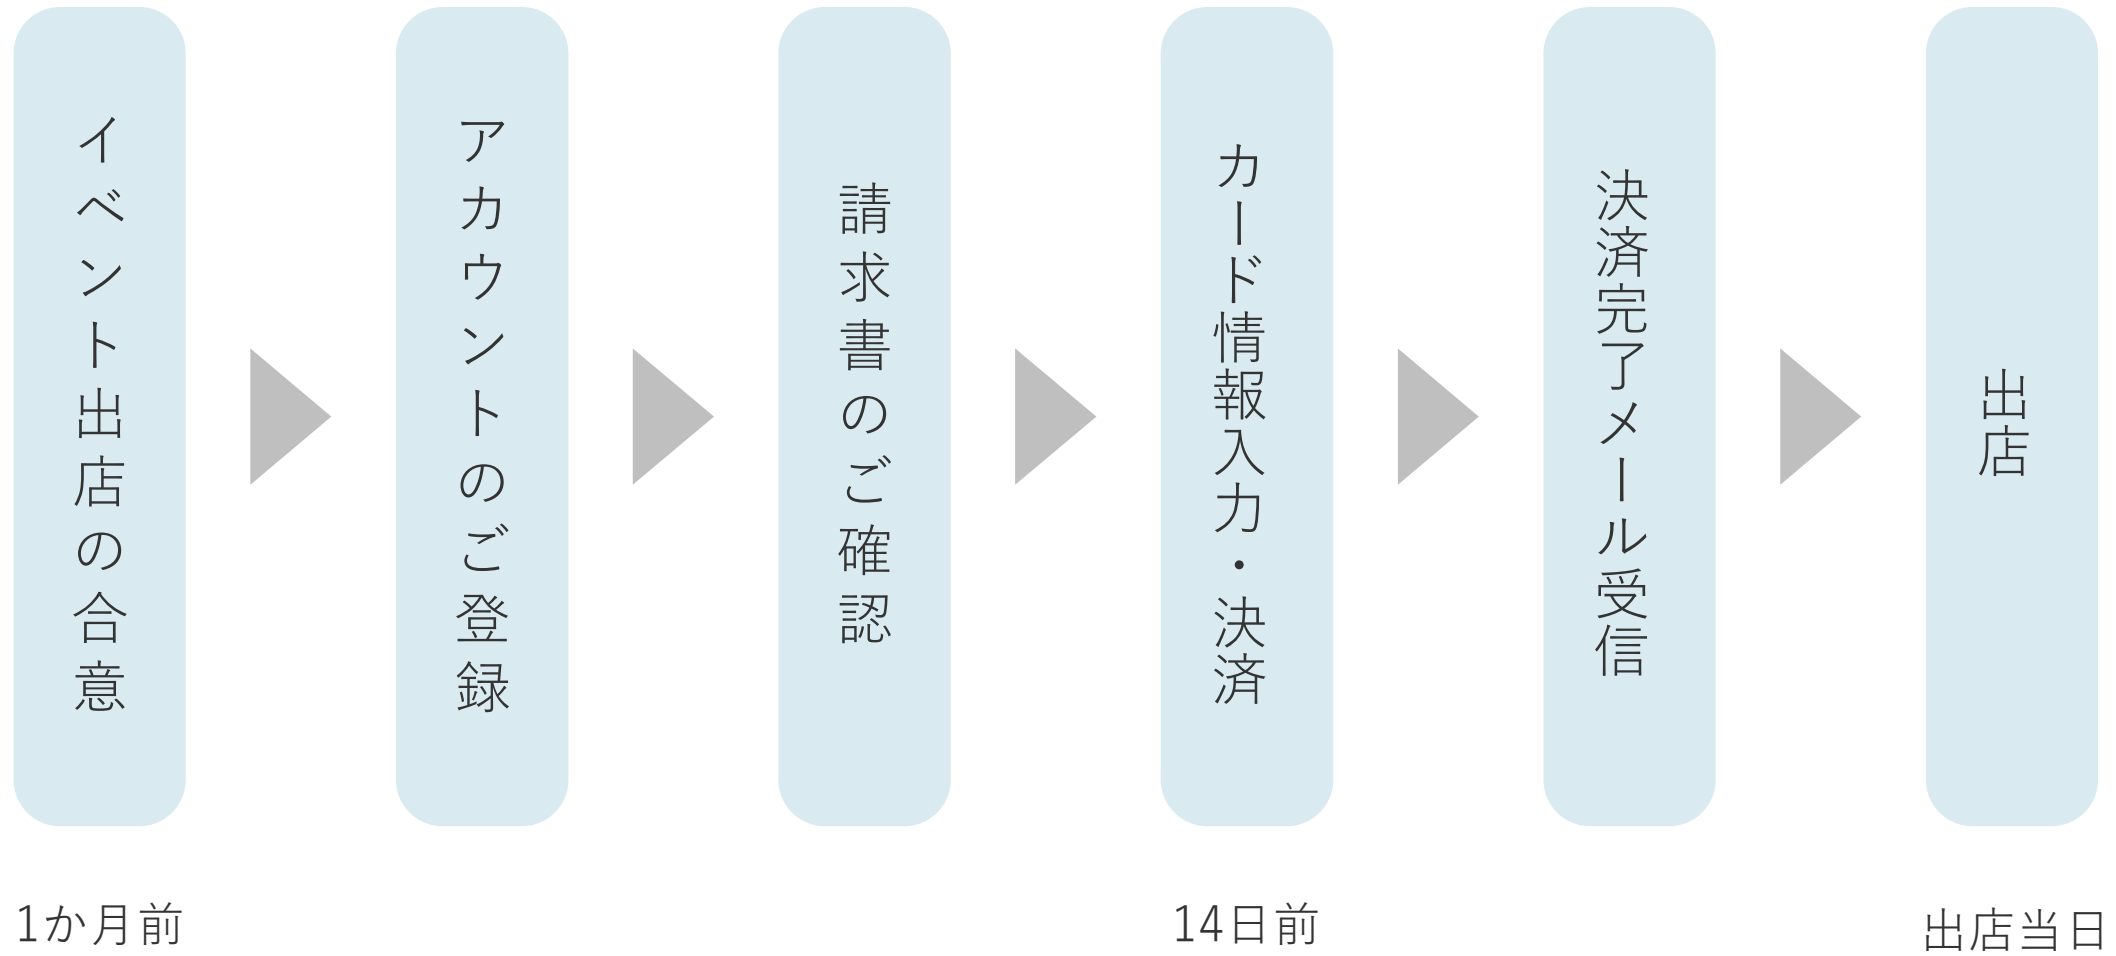 イベント出店の合意
アカウントのご登録
請求書のご確認
カード情報入力・決済
決済完了メール受信
出店
1か月前
14日前
出店当日